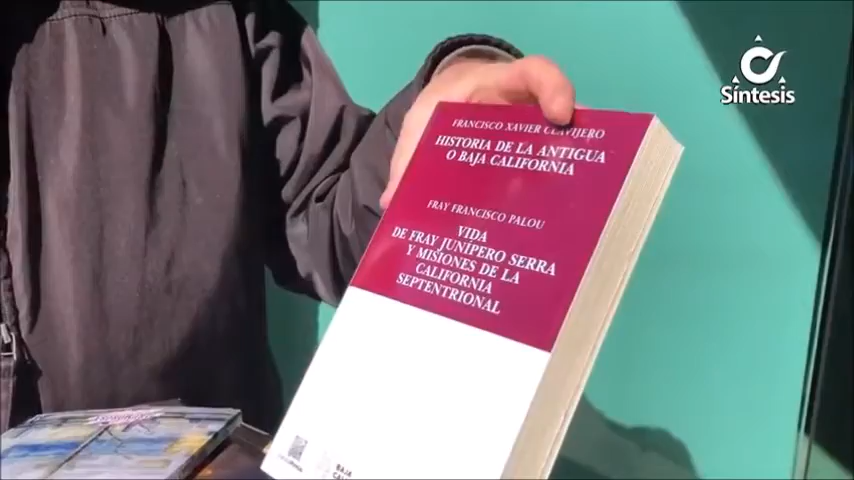 Síntesis
FRANCISCO XAVIER CLAVIJERO
HISTORIA DE LA ANTIGUA
O BAJA CALIFORNIA
FRAY FRANCISCO PALOU
VIDA
DE FRAY JUNÍPERO SERRA
Y MISIONES DE LA
CALIFORNIA
SEPTENTRIONAL
BAJA